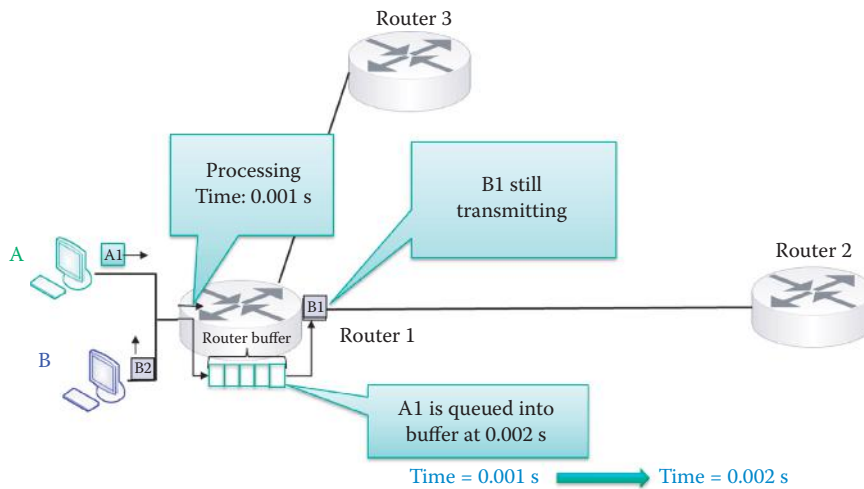 Router 3
Processing
Time: 0.001 s
B1 still
transmitting
A
A1
Router 2
B1
Router buffer
Router 1
B
B2
A1 is queued into
buffer at 0.002 s
Time = 0.001 s
Time = 0.002 s